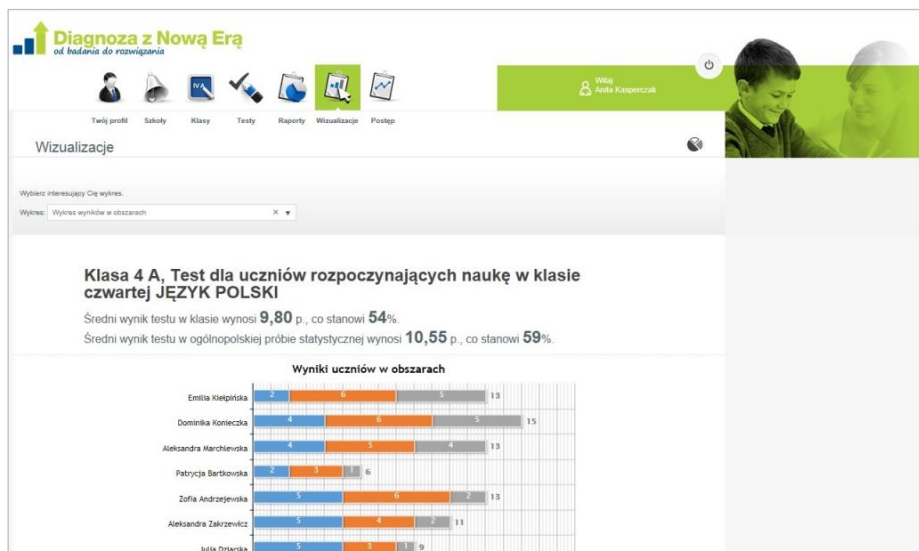 Diagnoza z Nową Erą
od badania do rozwiązania
IVA
Witaj
Anita Kasperczak
Twój profil Szkoły Klasy Testy Raporty Wizualizacje Postęp
Wizualizacje
Wybierz interesujący Cię wykres.
Wykres: Wykres wyników w obszarach × ▼
Klasa 4 A, Test dla uczniów rozpoczynających naukę w klasie
czwartej JĘZYK POLSKI
Średni wynik testu w klasie wynosi 9,80 p., co stanowi 54%.
Średni wynik testu w ogólnopolskiej próbie statystycznej wynosi 10,55 p., co stanowi 59%.
Wyniki uczniów w obszarach
Emilia Kiełpińska 2 6 5 13
Dominika Konieczka 4 6 5 15
Aleksandra Marchlewska 4 5 4 13
Patrycja Bartkowska 2 3 1 6
Zofia Andrzejewska 5 6 2 13
Aleksandra Zakrzewicz 5 4 2 11
Julia Dziarska 5 3 1 9